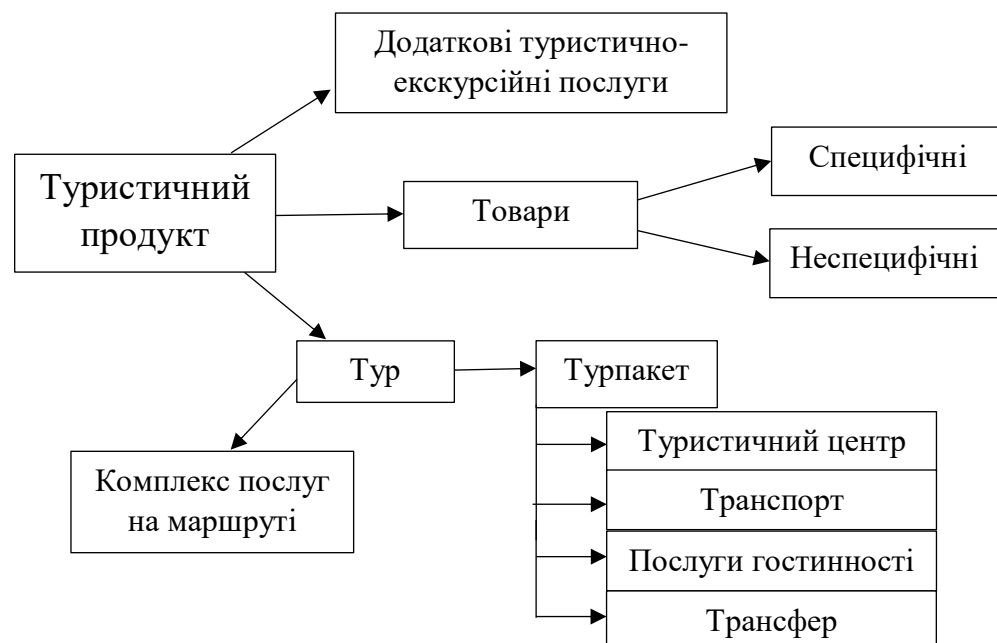 Додаткові туристично-
екскурсійні послуги
Туристичний
продукт
Товари
Специфічні
Неспецифічні
Тур
Турпакет
Комплекс послуг
на маршруті
Туристичний центр
Транспорт
Послуги гостинності
Трансфер